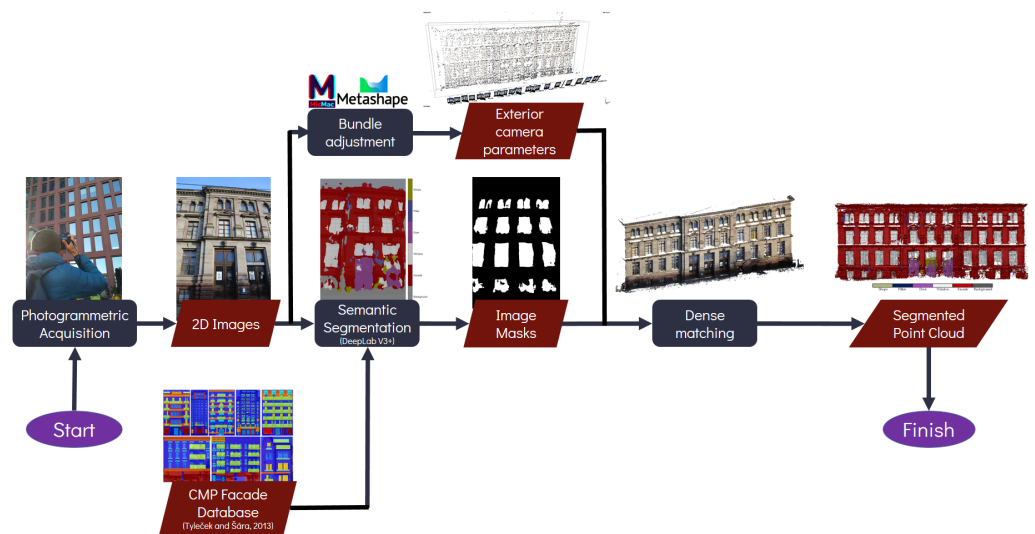 M
MicMac
Metashape
Bundle
adjustment
Exterior
camera
parameters
Photogrammetric
Acquisition
2D Images
Semantic
Segmentation
(DeepLab V3+)
Image
Masks
Dense
matching
Segmented
Point Cloud
Start
Finish
CMP Facade
Database
(Tyleček and Šára, 2013)